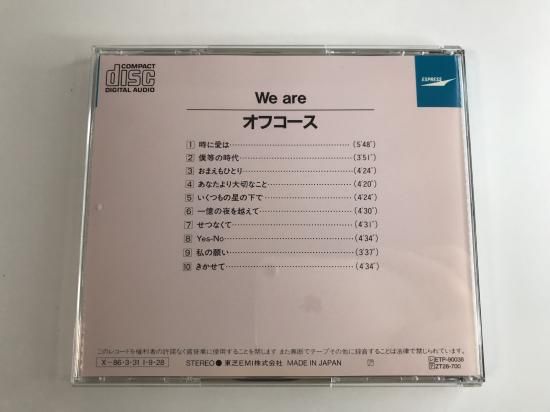 COMPACT
disc
DIGITAL AUDIO
EXPRESS
We are
オフコース
1 時に愛は (5'48")
2 僕等の時代 (3'51")
3 おまえもひとり (4'24")
4 あなたより大切なこと (4'20")
5 いくつもの星の下で (4'24")
6 一億の夜を越えて (4'30")
7 せつなくて (4'31")
8 Yes-No (4'34")
9 私の願い (3'37")
10 きかせて (4'34")
このレコードを権利者の許諾なく賃貸業に使用することを禁じます また無断でテープその他に録音することは法律で禁じられています。
X-86・3・31 I-9-28
STEREO● 東芝EMI株式会社 MADE IN JAPAN
ETP-90038
ZT28-700